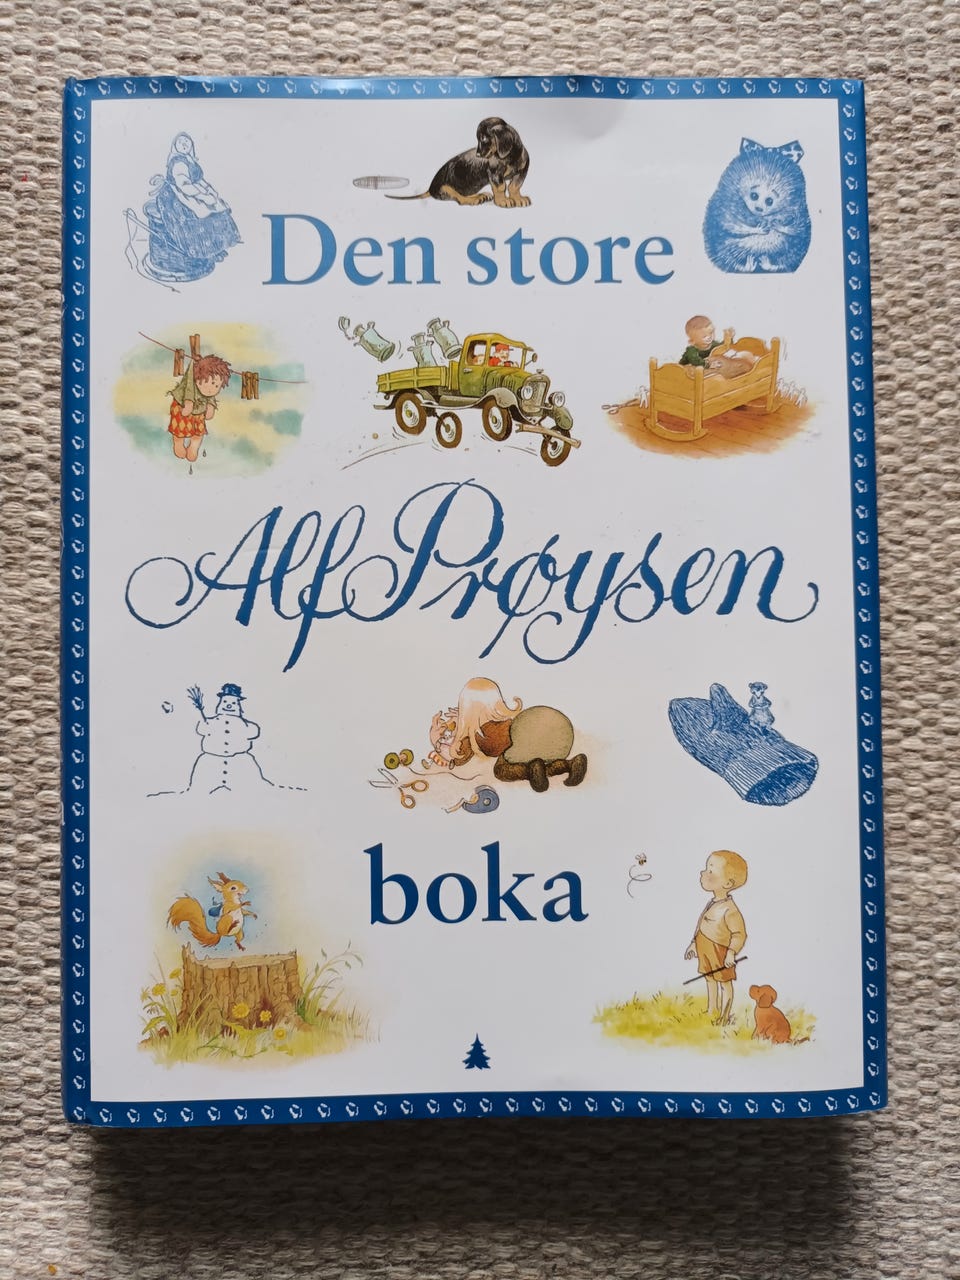 Den store
Alf Prøysen
boka